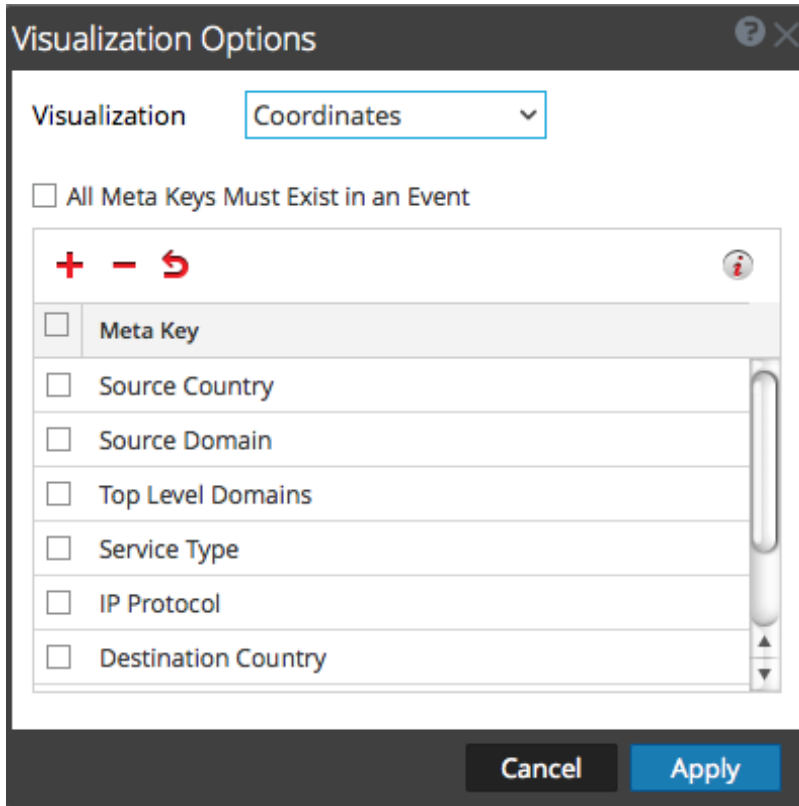 Visualization Options
Visualization Coordinates
All Meta Keys Must Exist in an Event
Meta Key
Source Country
Source Domain
Top Level Domains
Service Type
IP Protocol
Destination Country
Cancel Apply